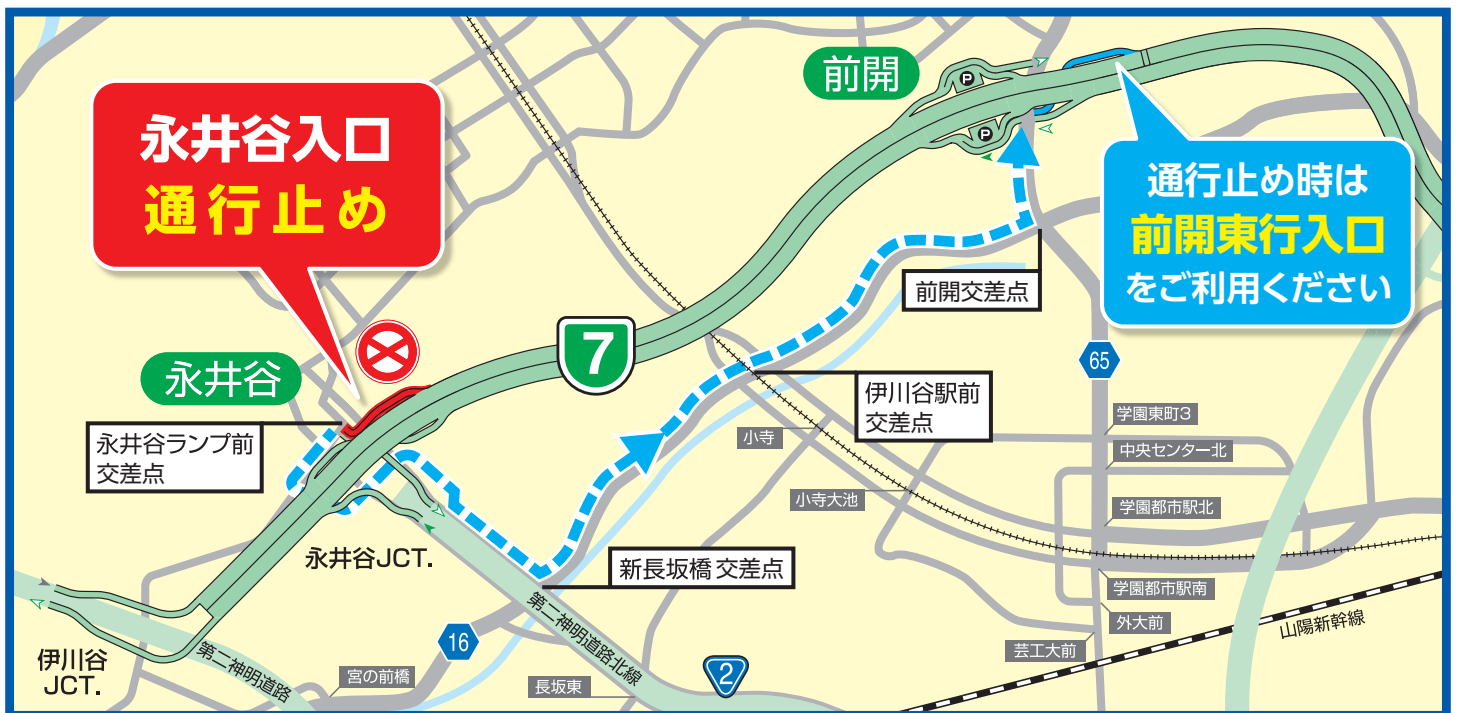 前開
P
P
永井谷入口
通行止め
通行止め時は
前開東行入口
をご利用ください
前開交差点
7
65
永井谷
伊川谷駅前
交差点
学園東町3
永井谷ランプ前
交差点
小寺
中央センター北
小寺大池
学園都市駅北
永井谷JCT.
新長坂橋交差点
学園都市駅南
第二神明道路北線
外大前
山陽新幹線
16
芸工大前
伊川谷
JCT.
第二神明道路
宮の前橋
長坂東
2